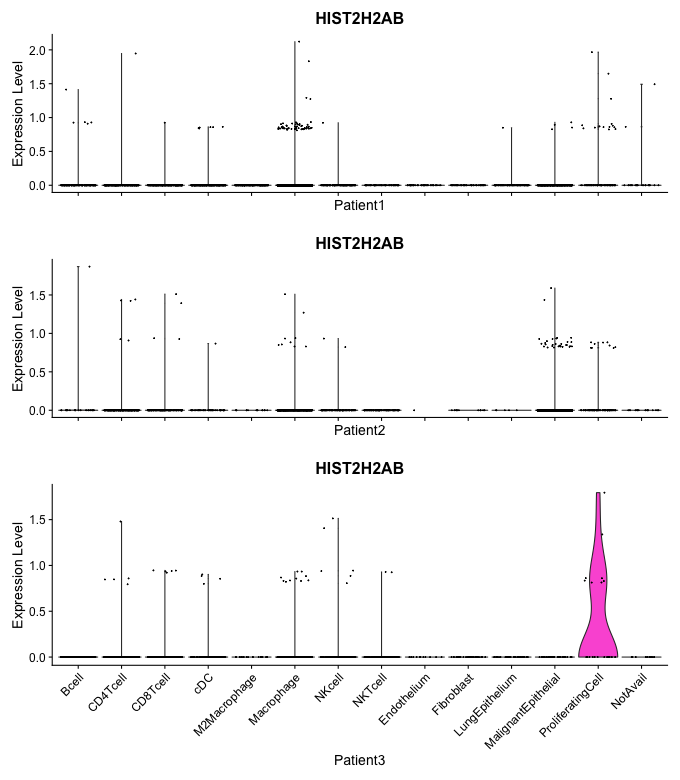 HIST2H2AB
Expression Level
2.0
1.5
1.0
0.5
0.0
Patient1
HIST2H2AB
Expression Level
1.5
1.0
0.5
0.0
Patient2
HIST2H2AB
Expression Level
1.5
1.0
0.5
0.0
Bcell
CD4Tcell
CD8Tcell
cDC
M2Macrophage
Macrophage
NKcell
NKTcell
Endothelium
Fibroblast
LungEpithelium
MalignantEpithelial
ProliferatingCell
NotAvail
Patient3